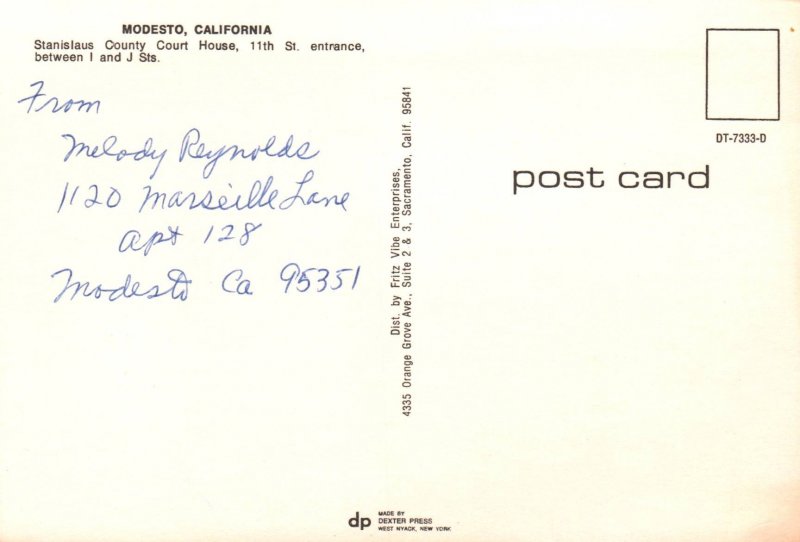 MODESTO, CALIFORNIA
Stanislaus County Court House, 11th St. entrance,
between I and J Sts.
From
Melody Reynolds
1120 Marseille Lane
apt 128
Modesto Ca 95351
Dist. by Fritz Vibe Enterprises,
4335 Orange Grove Ave., Suite 2 & 3, Sacramento, Calif. 95841
DT-7333-D
post card
dp
MADE BY
DEXTER PRESS
WEST NYACK, NEW YORK